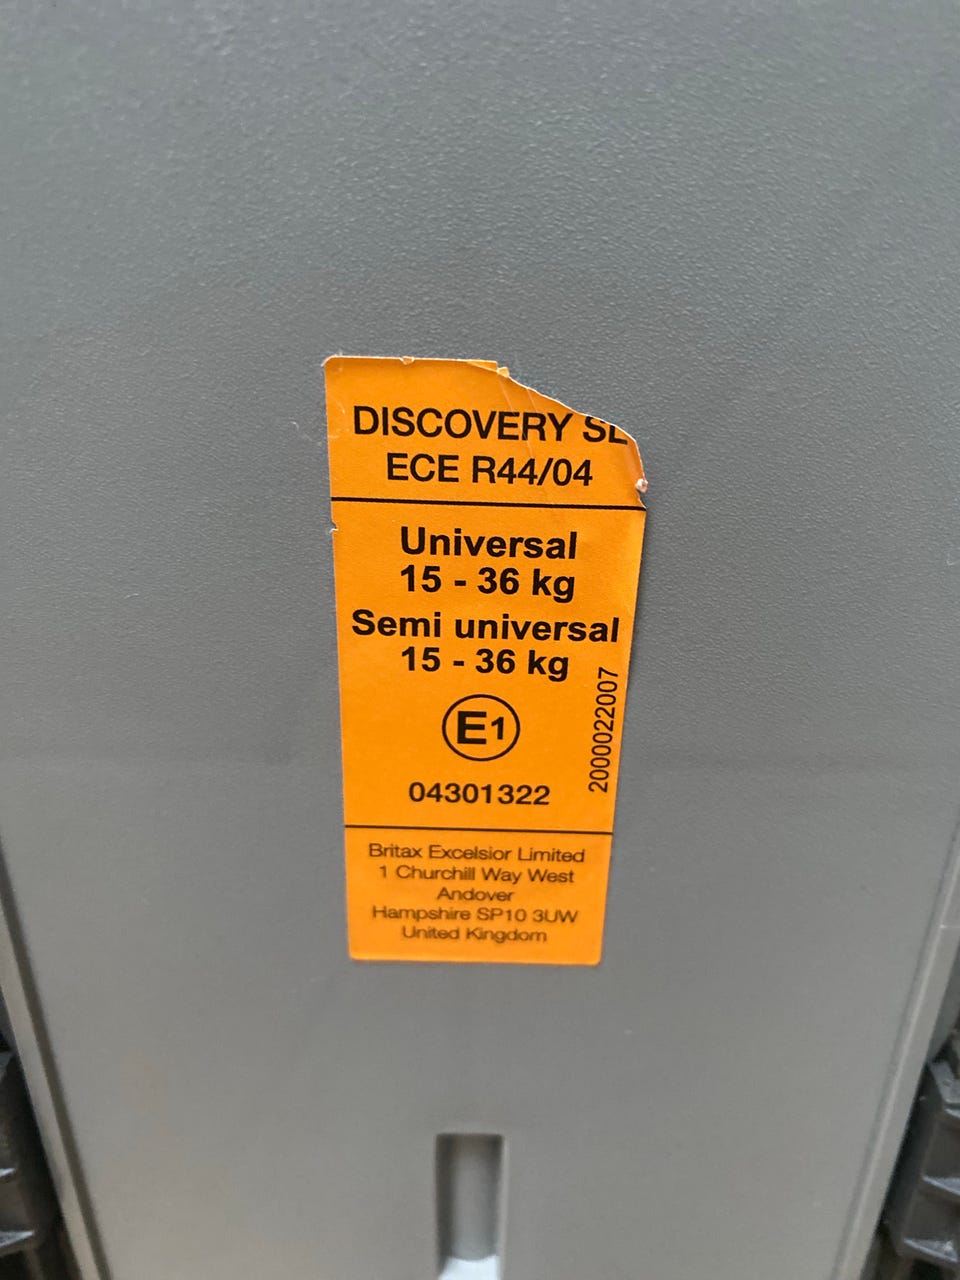 DISCOVERY SL
ECE R44/04
Universal
15 - 36 kg
Semi universal
15 - 36 kg
E1
04301322
2000022007
Britax Excelsior Limited
1 Churchill Way West
Andover
Hampshire SP10 3UW
United Kingdom